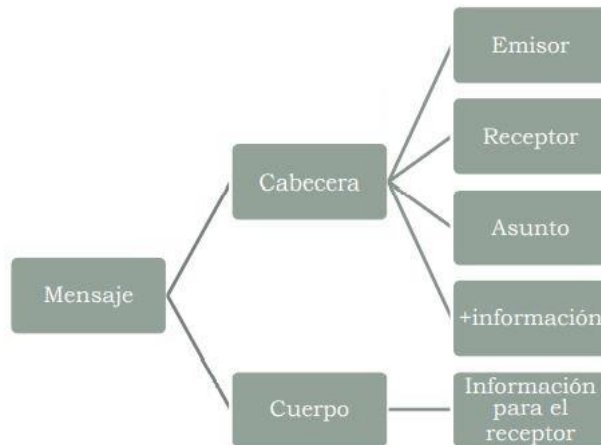 Emisor
Receptor
Cabecera
Asunto
Mensaje
+información
Cuerpo
Información
para el
receptor